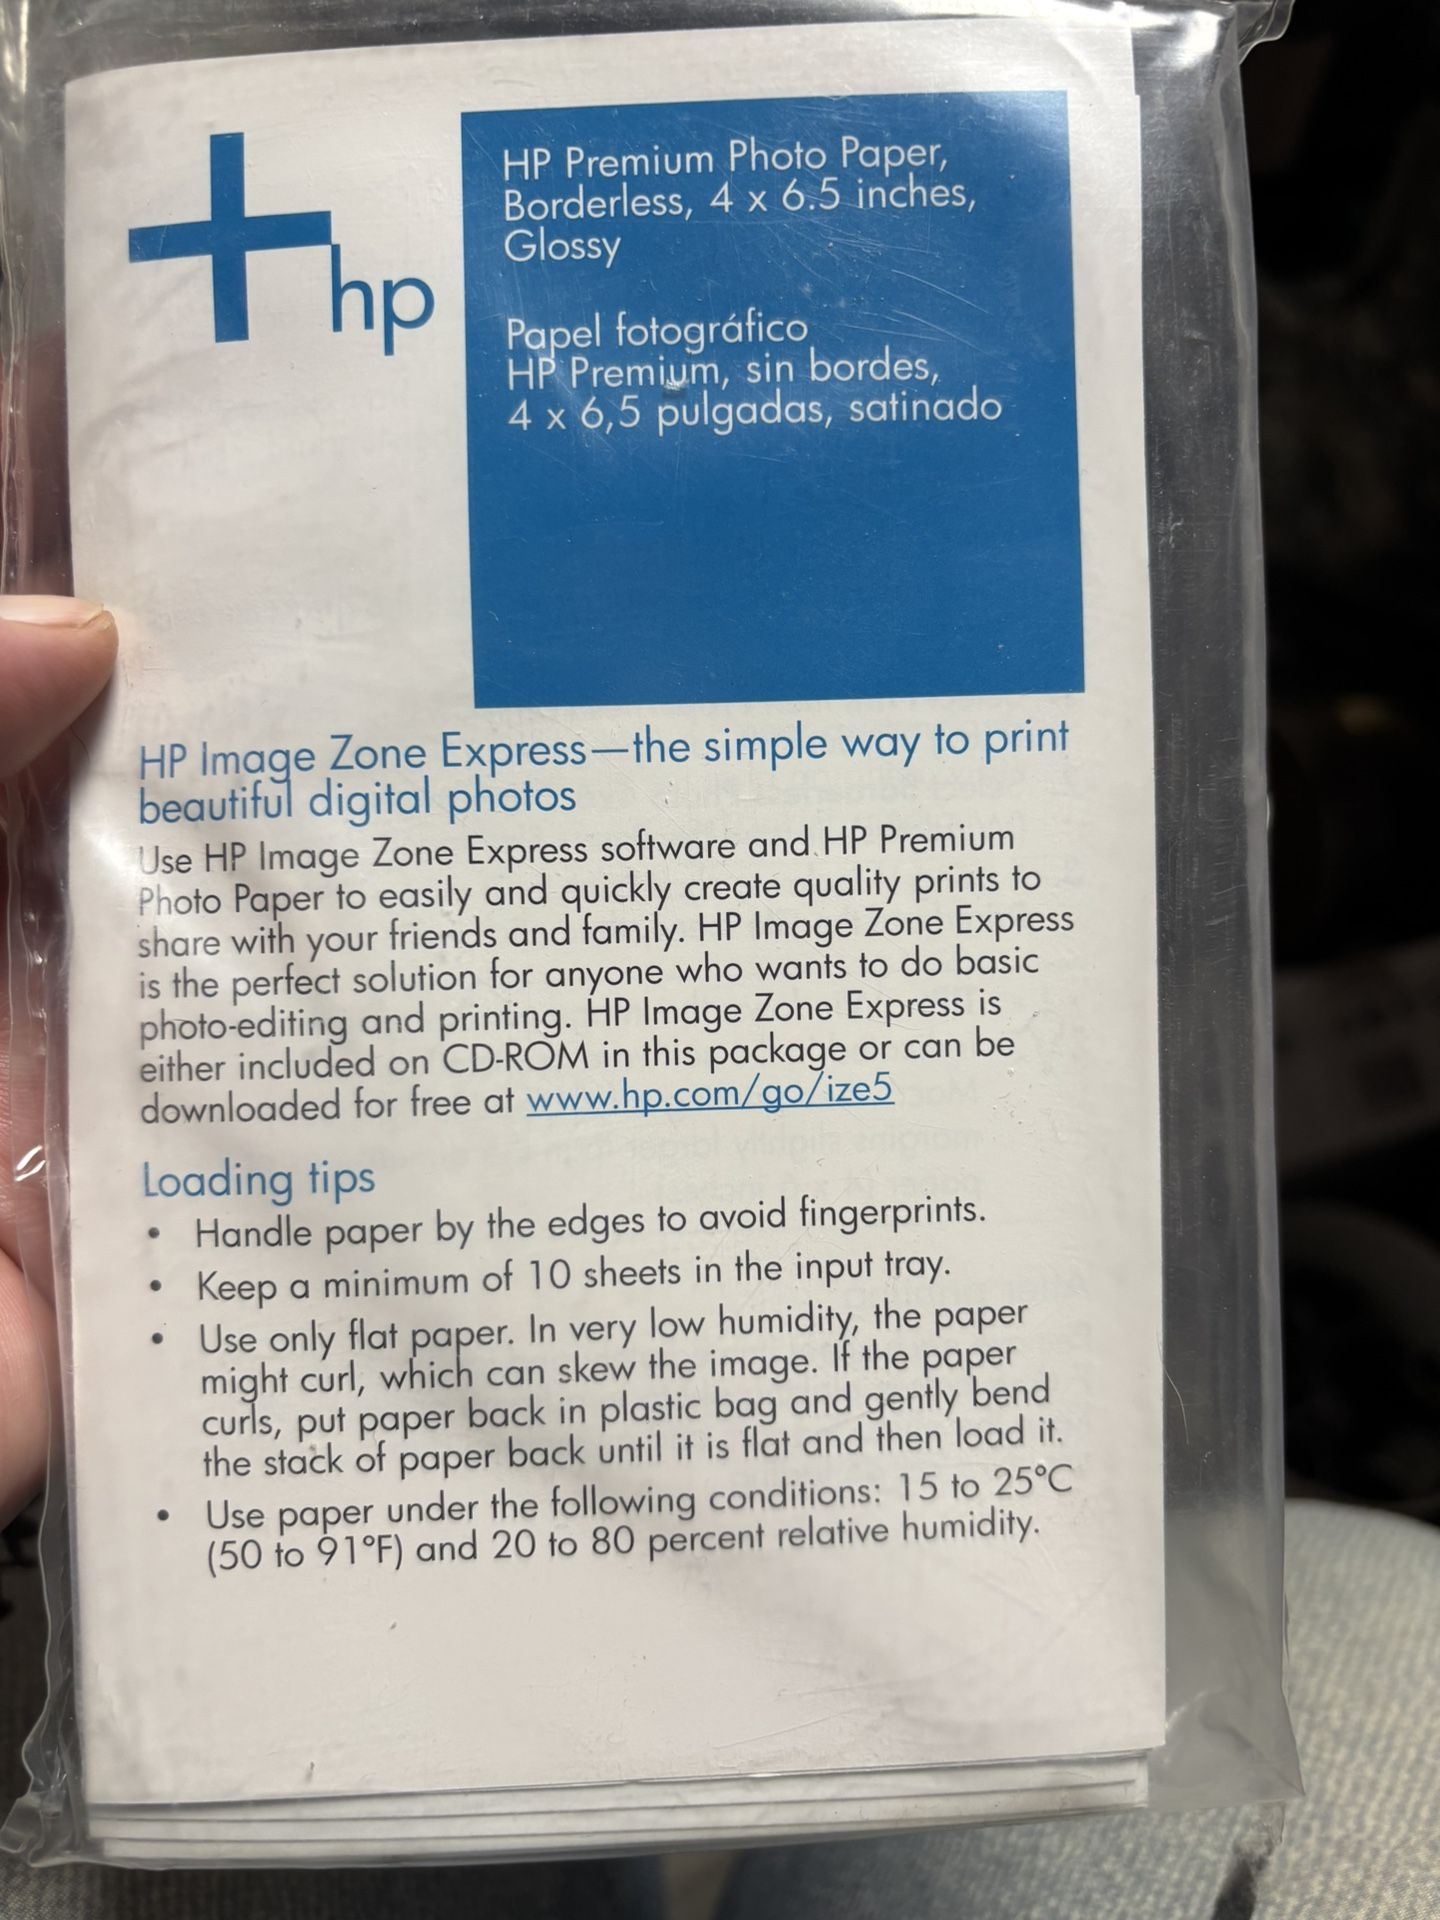 hp
HP Premium Photo Paper,
Borderless, 4 x 6.5 inches,
Glossy
Papel fotográfico
HP Premium, sin bordes,
4 x 6,5 pulgadas, satinado
HP Image Zone Express—the simple way to print
beautiful digital photos
Use HP Image Zone Express software and HP Premium
Photo Paper to easily and quickly create quality prints to
share with your friends and family. HP Image Zone Express
is the perfect solution for anyone who wants to do basic
photo-editing and printing. HP Image Zone Express is
either included on CD-ROM in this package or can be
downloaded for free at www.hp.com/go/ize5
Loading tips
• Handle paper by the edges to avoid fingerprints.
• Keep a minimum of 10 sheets in the input tray.
• Use only flat paper. In very low humidity, the paper
might curl, which can skew the image. If the paper
curls, put paper back in plastic bag and gently bend
the stack of paper back until it is flat and then load it.
• Use paper under the following conditions: 15 to 25°C
(50 to 91°F) and 20 to 80 percent relative humidity.